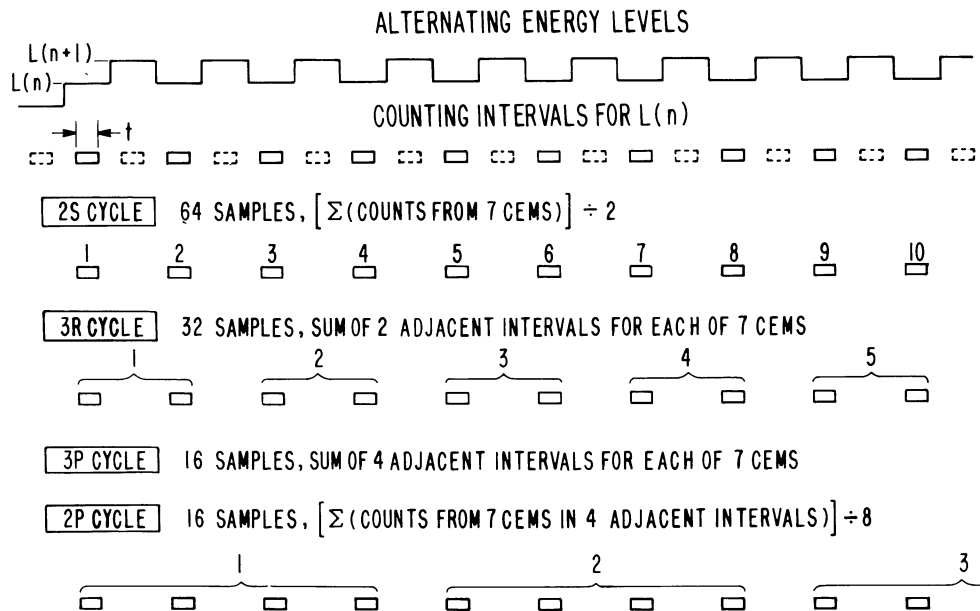 ALTERNATING ENERGY LEVELS
L(n+1)
L(n)
COUNTING INTERVALS FOR L(n)
t
2S CYCLE 64 SAMPLES, [Σ(COUNTS FROM 7 CEMS)] ÷ 2
1 2 3 4 5 6 7 8 9 10
3R CYCLE 32 SAMPLES, SUM OF 2 ADJACENT INTERVALS FOR EACH OF 7 CEMS
1 2 3 4 5
3P CYCLE 16 SAMPLES, SUM OF 4 ADJACENT INTERVALS FOR EACH OF 7 CEMS
2P CYCLE 16 SAMPLES, [Σ(COUNTS FROM 7 CEMS IN 4 ADJACENT INTERVALS)] ÷8
1 2 3